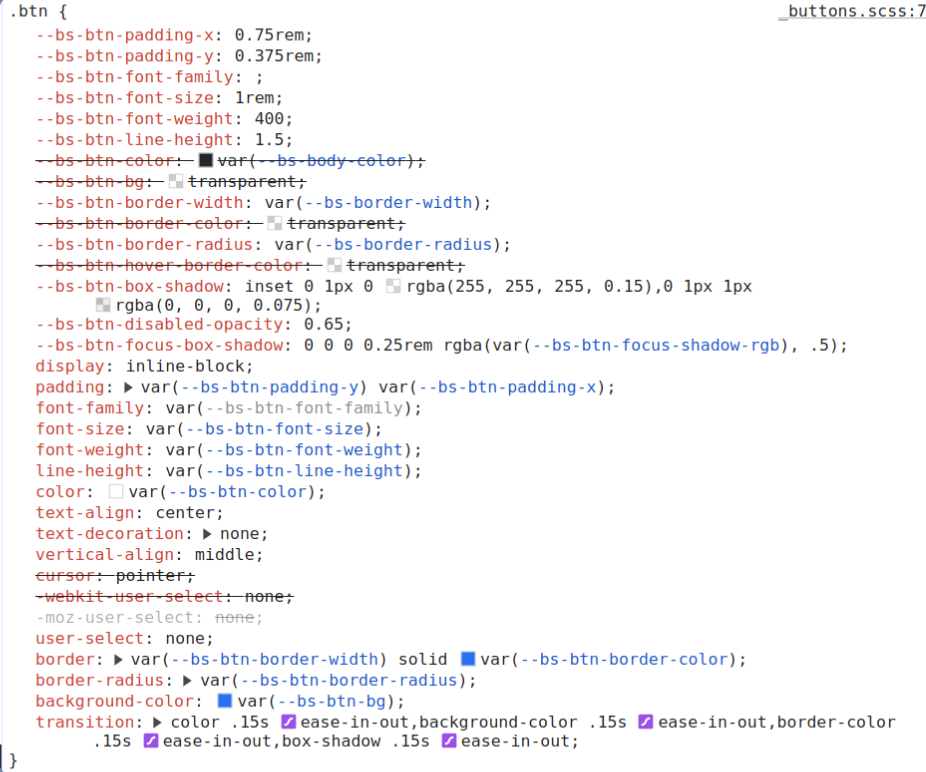 .btn { _buttons.scss:7
--bs-btn-padding-x: 0.75rem;
--bs-btn-padding-y: 0.375rem;
--bs-btn-font-family: ;
--bs-btn-font-size: 1rem;
--bs-btn-font-weight: 400;
--bs-btn-line-height: 1.5;
--bs-btn-color: var(--bs-body-color);
--bs-btn-bg: transparent;
--bs-btn-border-width: var(--bs-border-width);
--bs-btn-border-color: transparent;
--bs-btn-border-radius: var(--bs-border-radius);
--bs-btn-hover-border-color: transparent;
--bs-btn-box-shadow: inset 0 1px 0 rgba(255, 255, 255, 0.15),0 1px 1px
rgba(0, 0, 0, 0.075);
--bs-btn-disabled-opacity: 0.65;
--bs-btn-focus-box-shadow: 0 0 0 0.25rem rgba(var(--bs-btn-focus-shadow-rgb), .5);
display: inline-block;
padding: var(--bs-btn-padding-y) var(--bs-btn-padding-x);
font-family: var(--bs-btn-font-family);
font-size: var(--bs-btn-font-size);
font-weight: var(--bs-btn-font-weight);
line-height: var(--bs-btn-line-height);
color: var(--bs-btn-color);
text-align: center;
text-decoration: none;
vertical-align: middle;
cursor: pointer;
-webkit-user-select: none;
-moz-user-select: none;
user-select: none;
border: var(--bs-btn-border-width) solid var(--bs-btn-border-color);
border-radius: var(--bs-btn-border-radius);
background-color: var(--bs-btn-bg);
transition: color .15s ease-in-out,background-color .15s ease-in-out,border-color
.15s ease-in-out,box-shadow .15s ease-in-out;
}